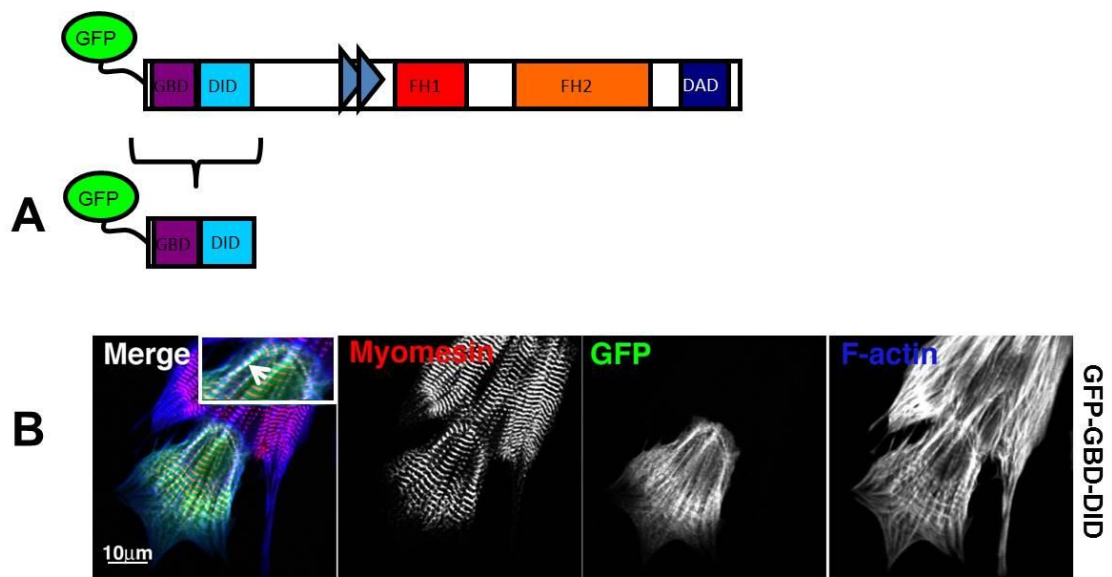 GFP
GBD DID FH1 FH2 DAD
A
GFP
GBD DID
B
Merge Myomesin GFP F-actin
10μm
GFP-GBD-DID